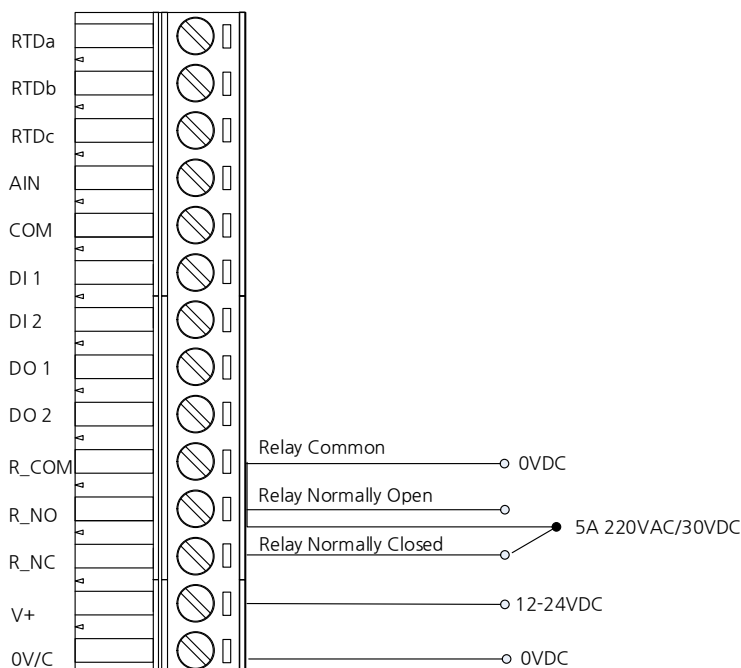 RTDa
RTDb
RTDc
AIN
COM
DI 1
DI 2
DO 1
DO 2
R_COM
Relay Common
0VDC
R_NO
Relay Normally Open
5A 220VAC/30VDC
R_NC
Relay Normally Closed
V+
12-24VDC
0V/C
0VDC